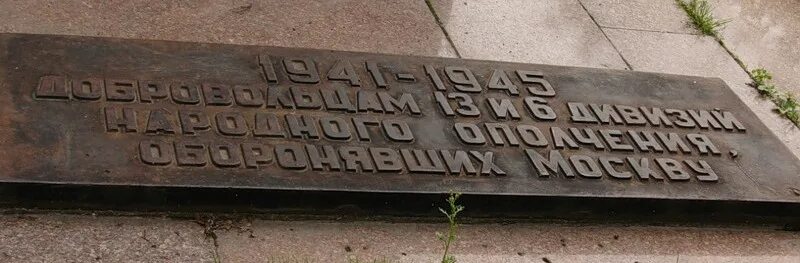 1941-1945
ДОБРОВОЛЬЦАМ 13 И 6 ДИВИЗИЙ
НАРОДНОГО ОПОЛЧЕНИЯ,
ОБОРОНЯВШИХ МОСКВУ